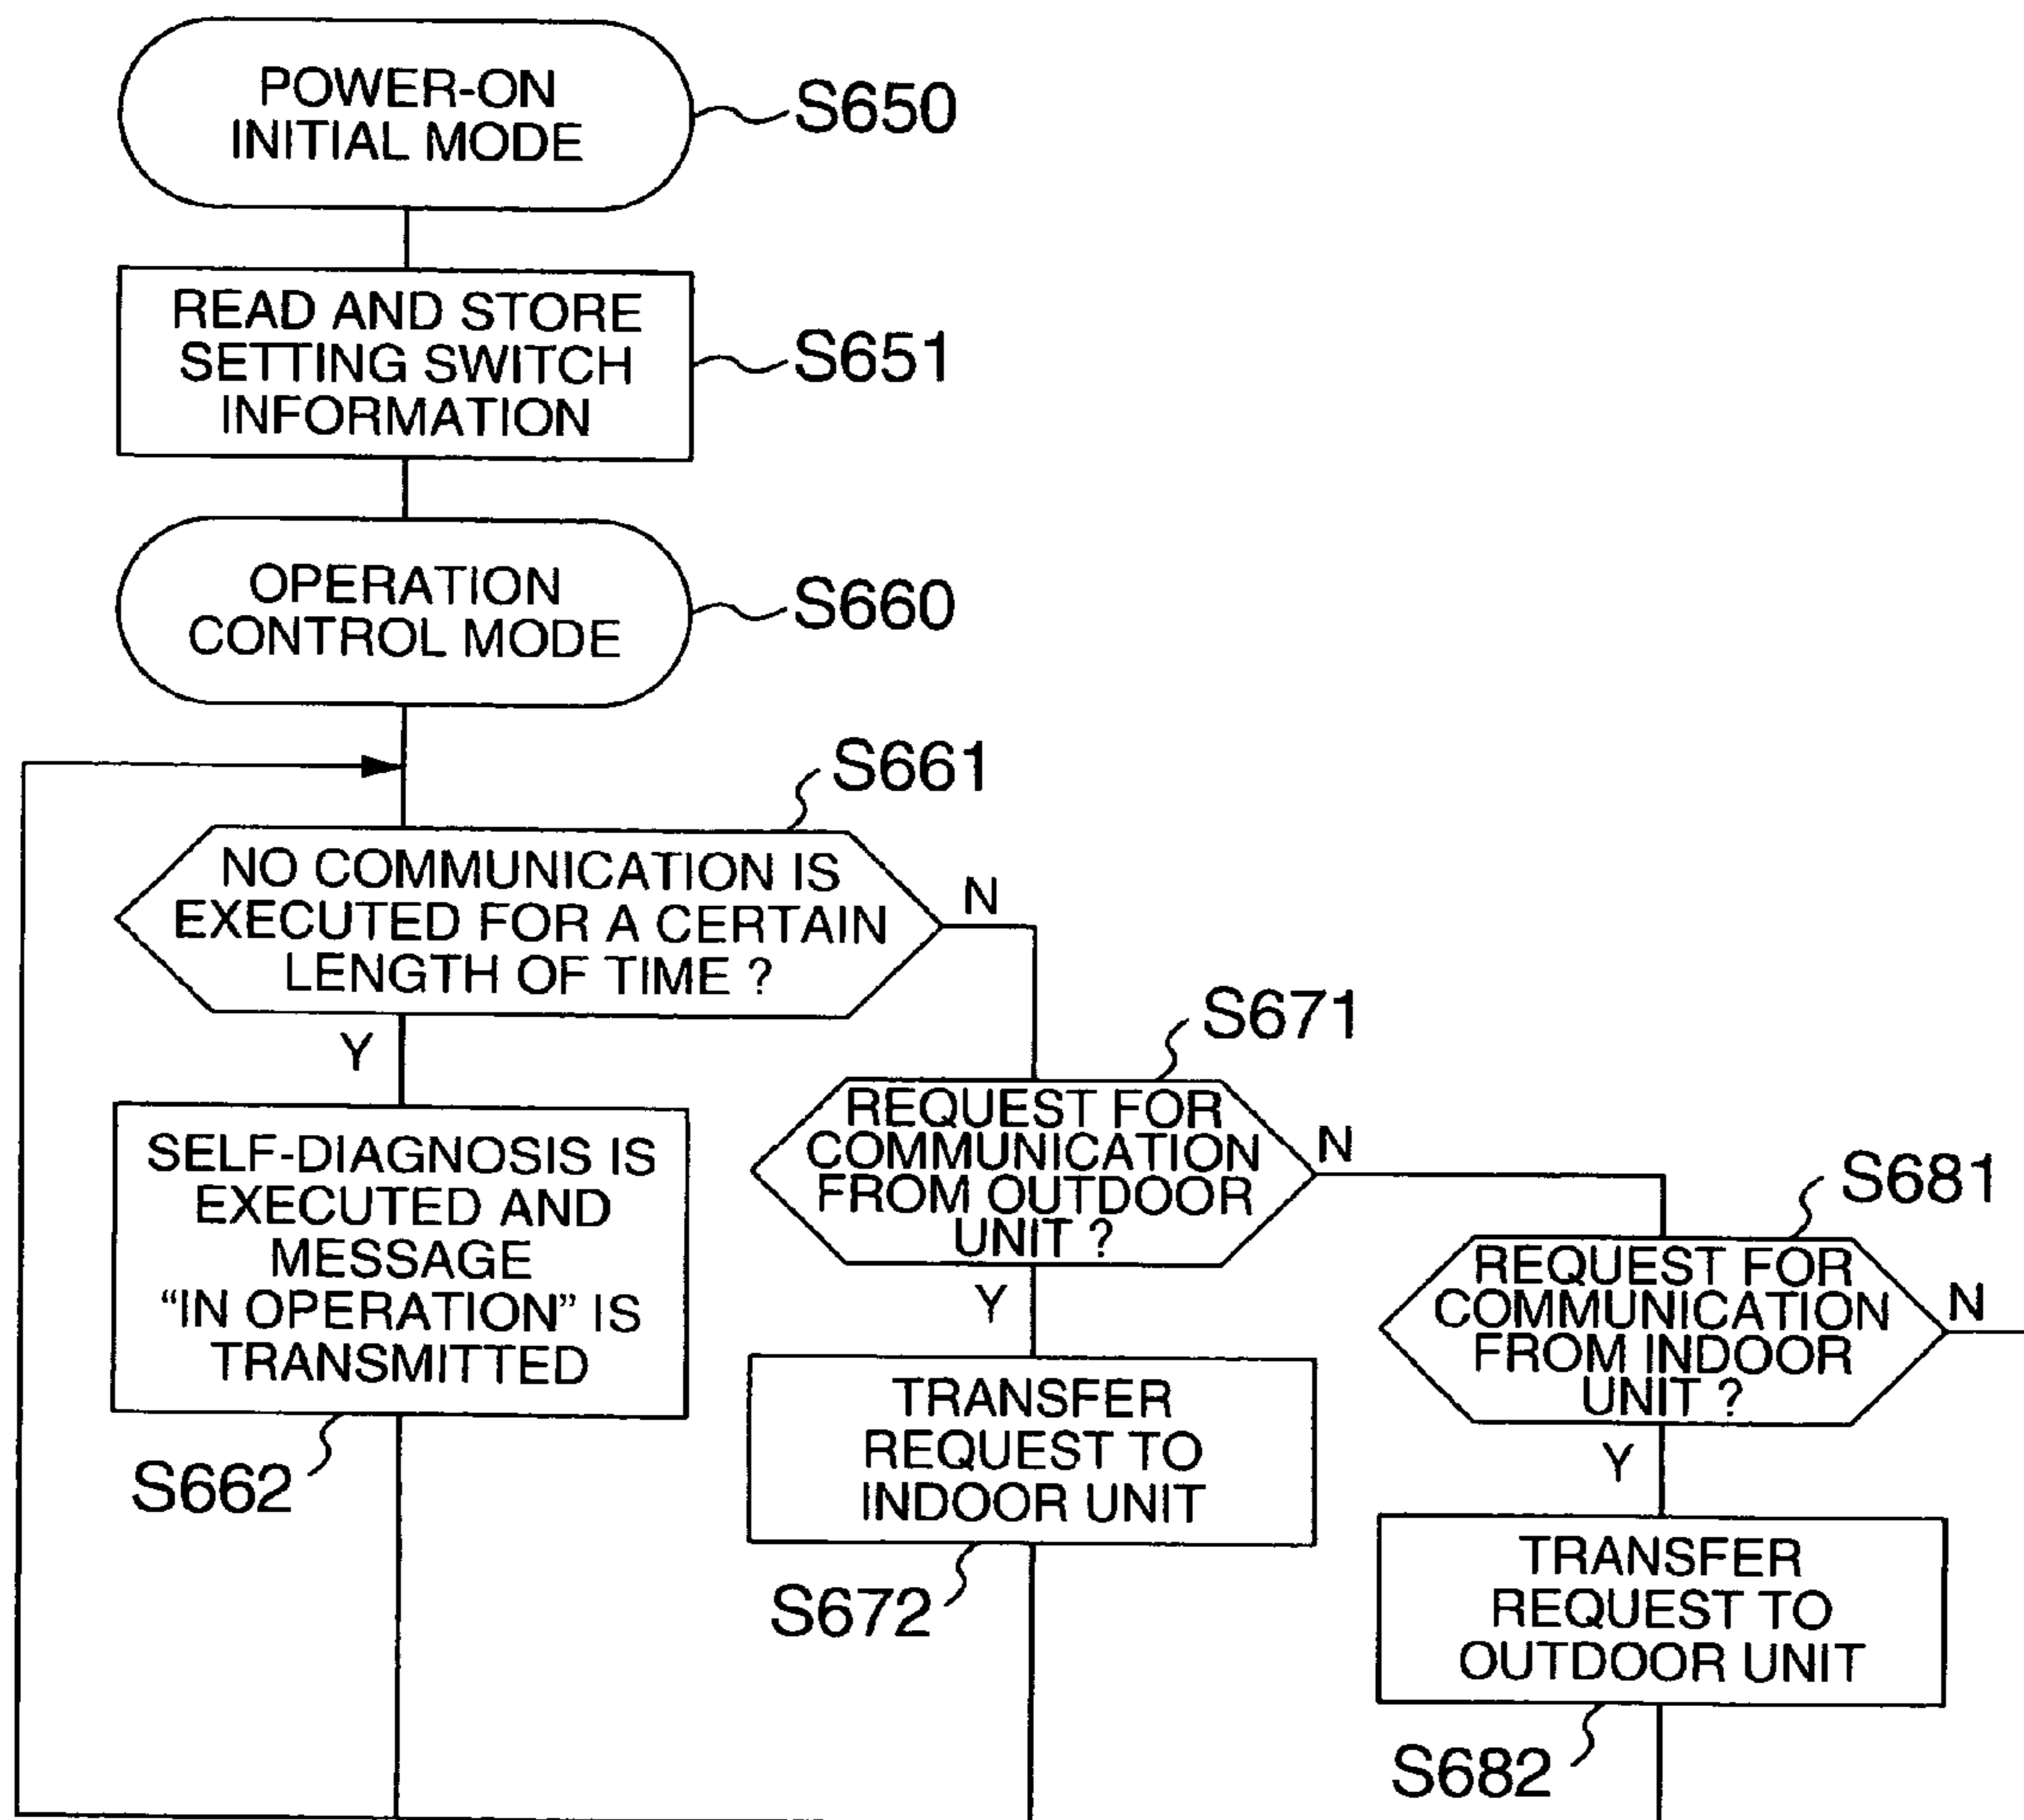 POWER-ON
INITIAL MODE
S650
READ AND STORE
SETTING SWITCH
INFORMATION
S651
OPERATION
CONTROL MODE
S660
S661
NO COMMUNICATION IS
EXECUTED FOR A CERTAIN
LENGTH OF TIME ?
N
Y
S671
REQUEST FOR
COMMUNICATION
FROM OUTDOOR
UNIT ?
N
Y
S681
REQUEST FOR
COMMUNICATION
FROM INDOOR
UNIT ?
N
Y
SELF-DIAGNOSIS IS
EXECUTED AND
MESSAGE
“IN OPERATION” IS
TRANSMITTED
S662
TRANSFER
REQUEST TO
INDOOR UNIT
S672
TRANSFER
REQUEST TO
OUTDOOR UNIT
S682